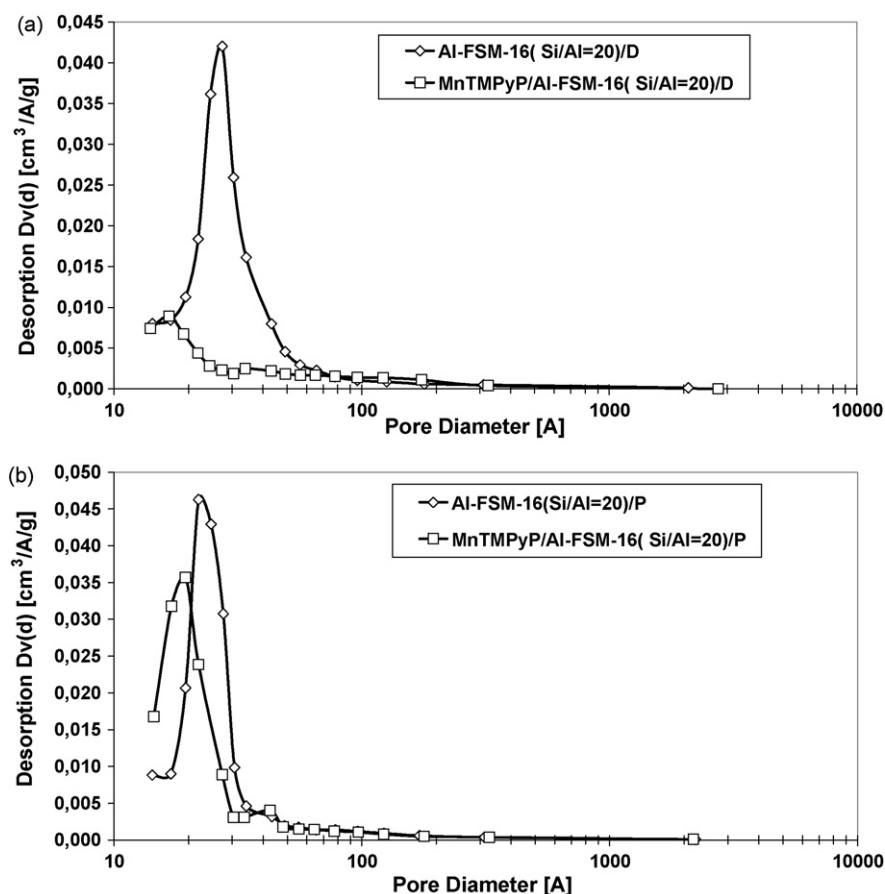 (a)
0,045
0,040
0,035
0,030
0,025
0,020
0,015
0,010
0,005
0,000
Desorption Dv(d) [cm³/A/g]
Al-FSM-16( Si/Al=20)/D
MnTMPyP/Al-FSM-16( Si/Al=20)/D
10 100 1000 10000
Pore Diameter [A]
(b)
0,050
0,045
0,040
0,035
0,030
0,025
0,020
0,015
0,010
0,005
0,000
Desorption Dv(d) [cm³/A/g]
Al-FSM-16(Si/Al=20)/P
MnTMPyP/Al-FSM-16( Si/Al=20)/P
10 100 1000 10000
Pore Diameter [A]